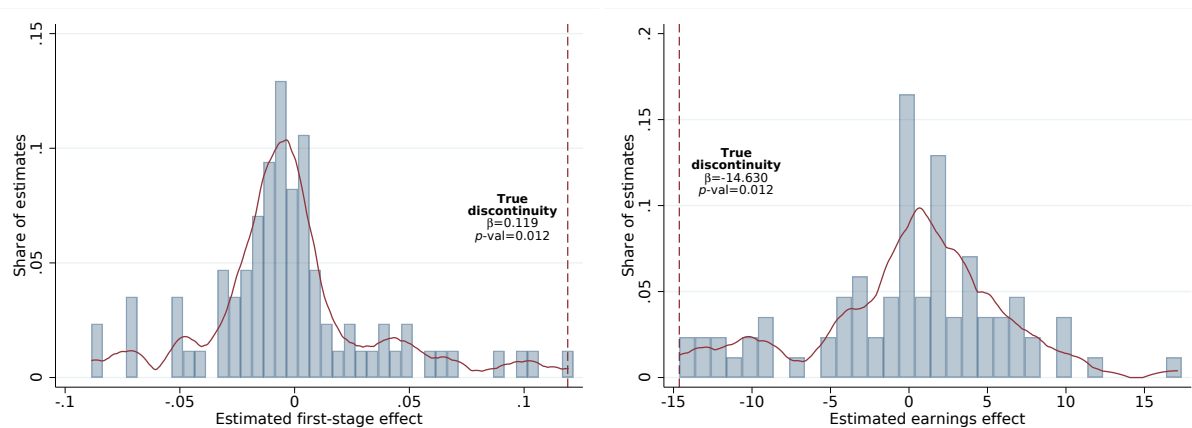 .15
.1
.05
0
Share of estimates
True
discontinuity
β=0.119
p-val=0.012
-.1 -.05 0 .05 .1
Estimated first-stage effect
.2
.15
.1
.05
0
Share of estimates
True
discontinuity
β=-14.630
p-val=0.012
-15 -10 -5 0 5 10 15
Estimated earnings effect